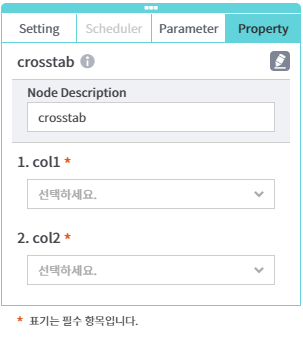 Setting Scheduler Parameter Property
crosstab
Node Description
crosstab
1. col1 *
선택하세요.
2. col2 *
선택하세요.
* 표기는 필수 항목입니다.